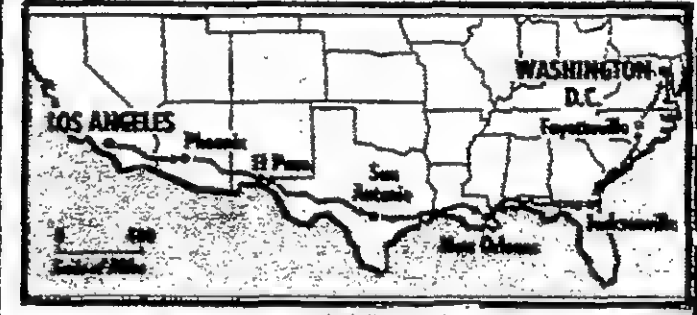 WASHINGTON
D.C.
LOS ANGELES
Fayetteville
Phoenix
El Paso
San
Antonio
Jacksonville
New Orleans
0 500
Scale of Miles